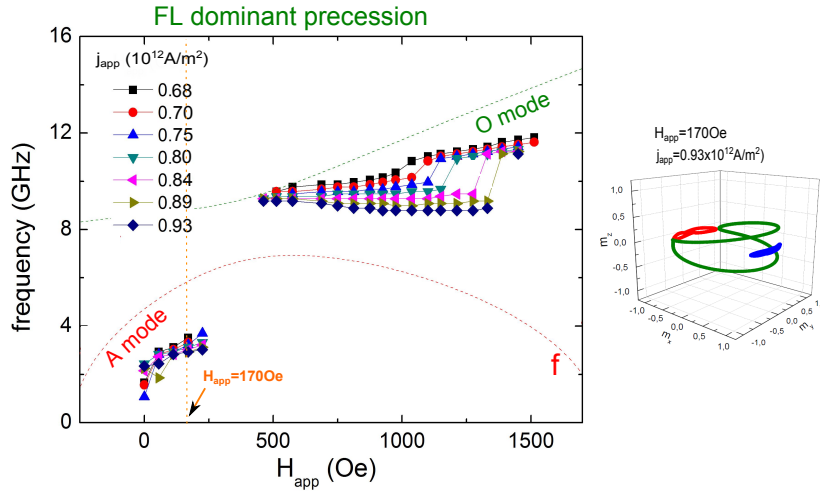 FL dominant precession
j_app (10^12A/m^2)
0.68
0.70
0.75
0.80
0.84
0.89
0.93
O mode
A mode
f
H_app=170Oe
16
12
8
4
0
frequency (GHz)
0 500 1000 1500
H_app (Oe)
H_app=170Oe
j_app=0.93x10^12A/m^2)
1,0
0,5
0,0
-0,5
-1,0
m_z
-1,0 -0,5 0,0 0,5 1,0
m_x
-1,0 -0,5 0,0 0,5 1
m_y